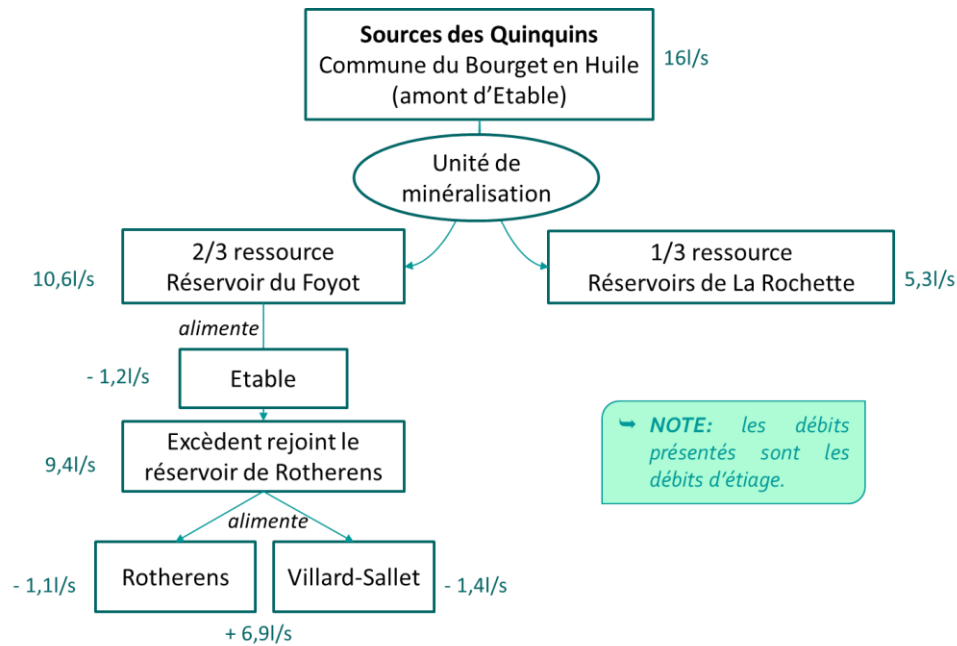 Sources des Quinquins
Commune du Bourget en Huile
(amont d'Etable)
16l/s
Unité de
minéralisation
2/3 ressource
Réservoir du Foyot
10,6l/s
1/3 ressource
Réservoirs de La Rochette
5,3l/s
alimente
- 1,2l/s
Etable
Excèdent rejoint le
réservoir de Rotherens
9,4l/s
➥ NOTE: les débits
présentés sont les
débits d'étiage.
alimente
- 1,1l/s
Rotherens
Villard-Sallet
- 1,4l/s
+ 6,9l/s